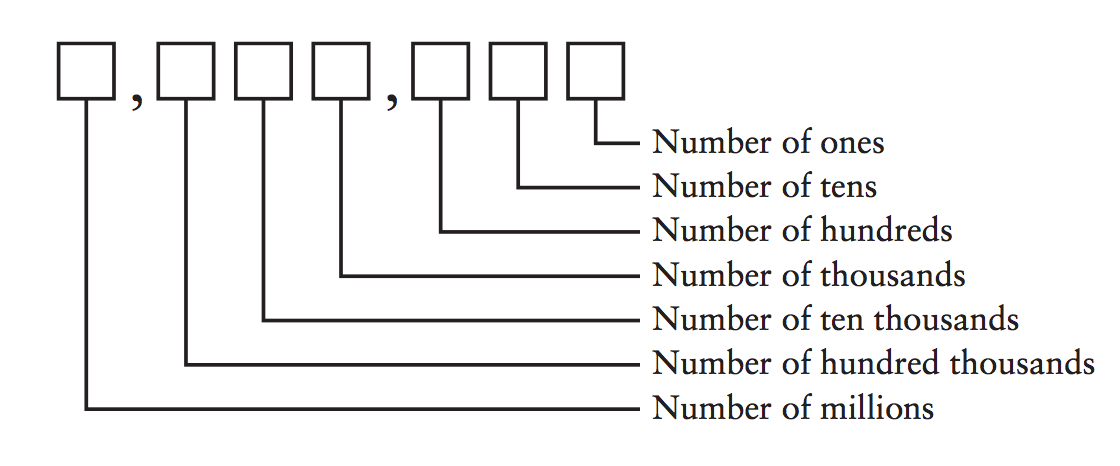 , ,
Number of ones
Number of tens
Number of hundreds
Number of thousands
Number of ten thousands
Number of hundred thousands
Number of millions